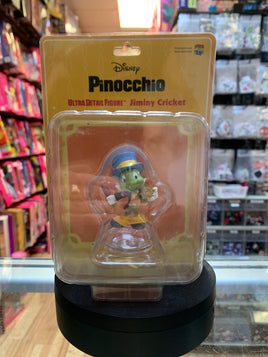 Disney
Pinocchio
ULTRA DETAIL FIGURE Jiminy Cricket